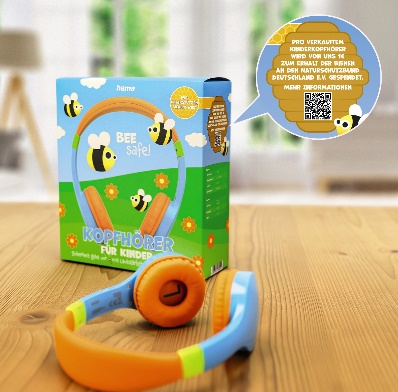 hama
BEE
safe!
KOPFHÖRER
FÜR KINDER
PRO VERKAUFTEM
KINDERKOPFHÖRER
WIRD VON UNS 1€
ZUM ERHALT DER BIENEN
AN DEN NATURSCHUTZBUND
DEUTSCHLAND E.V. GESPENDET.
MEHR INFORMATIONEN
L